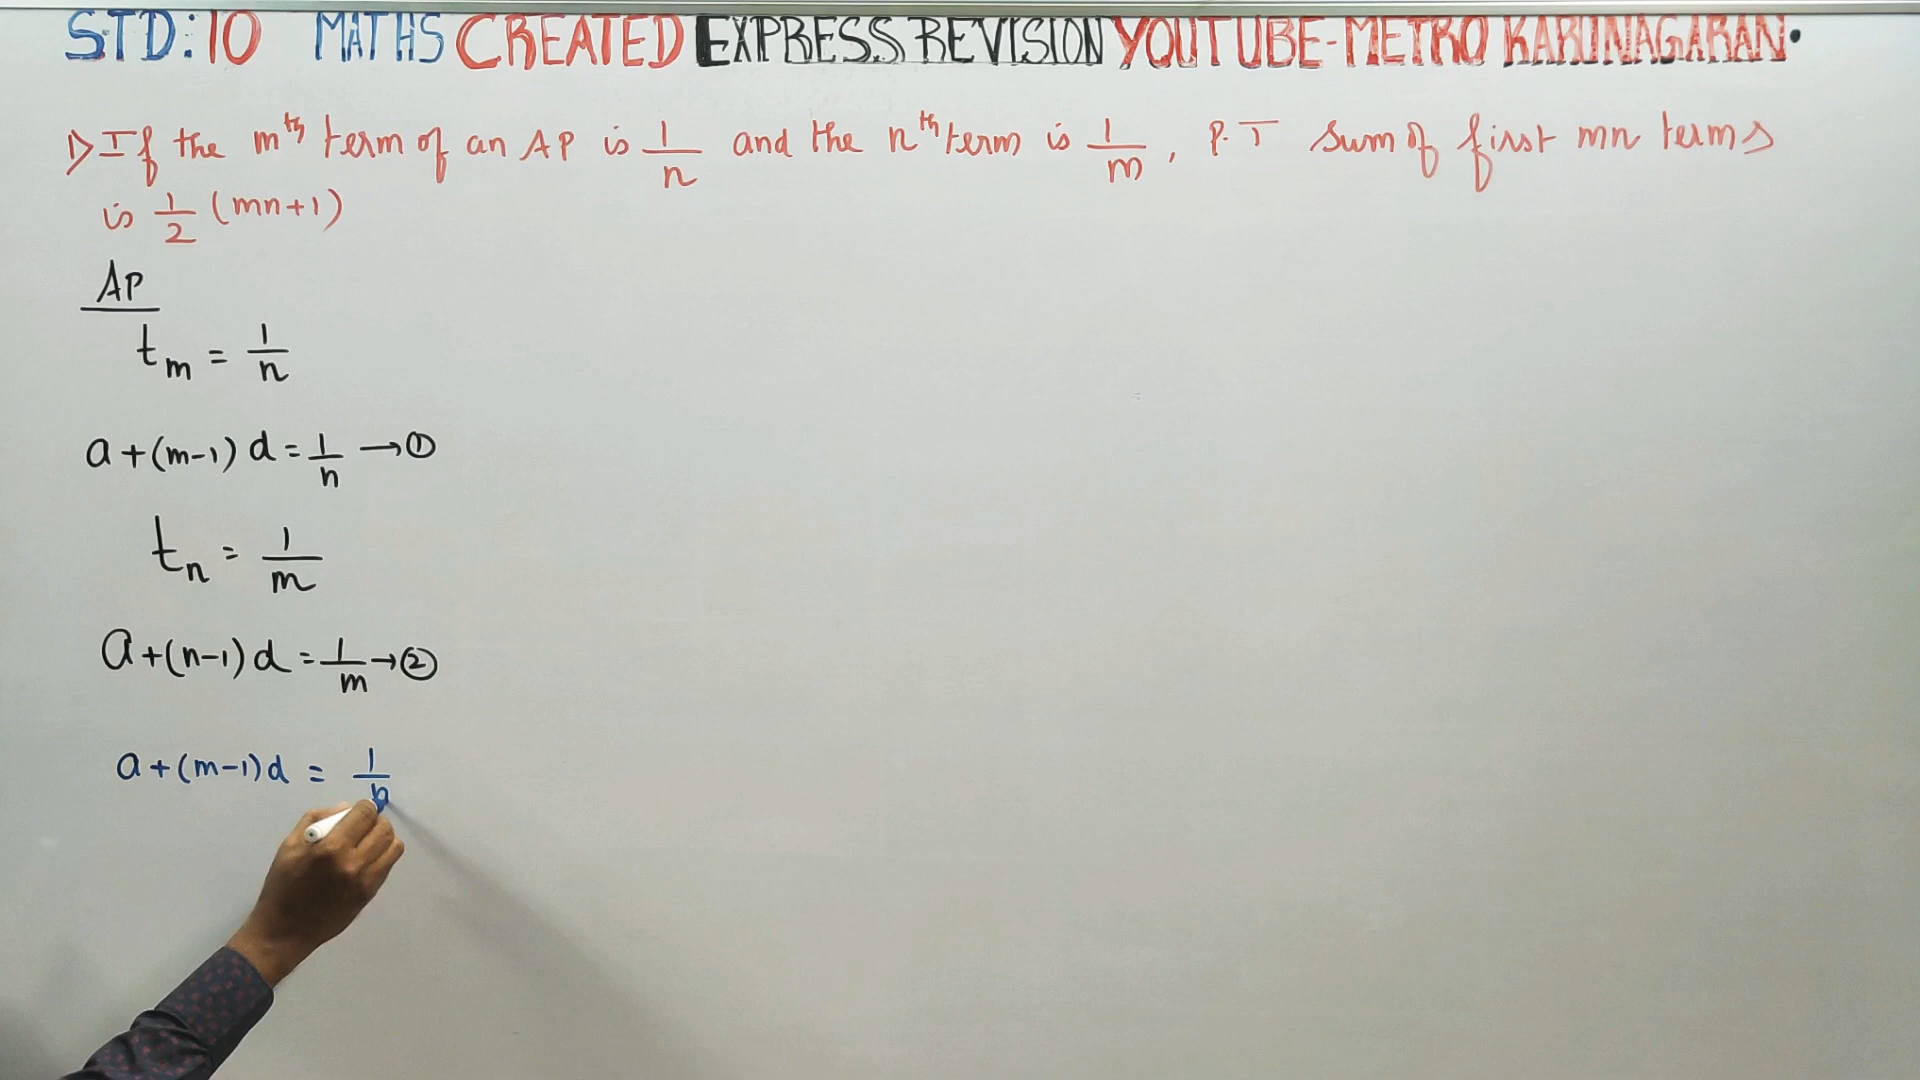 STD:10 MATHS CREATED EXPRESS REVISION YOUTUBE-METRO KARUNAGARAN.
1) If the mᵗʰ term of an AP is 1/n and the nᵗʰ term is 1/m, P.T sum of first mn terms
is 1/2 (mn+1)
AP
tₘ = 1/n
a+(m-1)d = 1/n → ①
tₙ = 1/m
a+(n-1)d = 1/m → ②
a+(m-1)d = 1/n